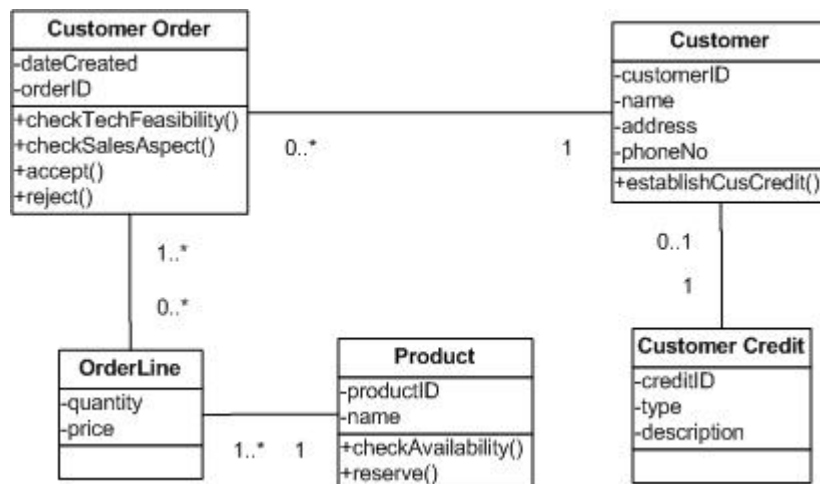 Customer Order
-dateCreated
-orderID
+checkTechFeasibility()
+checkSalesAspect()
+accept()
+reject()
0..*
1
Customer
-customerID
-name
-address
-phoneNo
+establishCusCredit()
1..*
0..*
0..1
1
OrderLine
-quantity
-price
1..*
1
Product
-productID
-name
+checkAvailability()
+reserve()
Customer Credit
-creditID
-type
-description